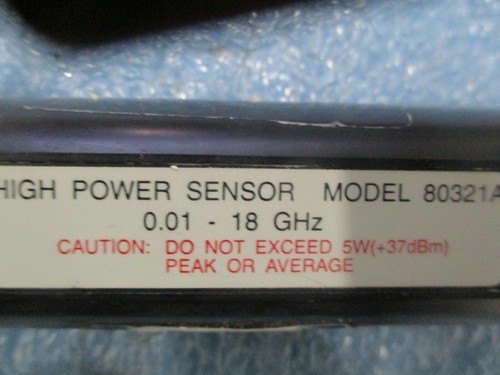 HIGH POWER SENSOR MODEL 80321A
0.01 - 18 GHz
CAUTION: DO NOT EXCEED 5W(+37dBm)
PEAK OR AVERAGE